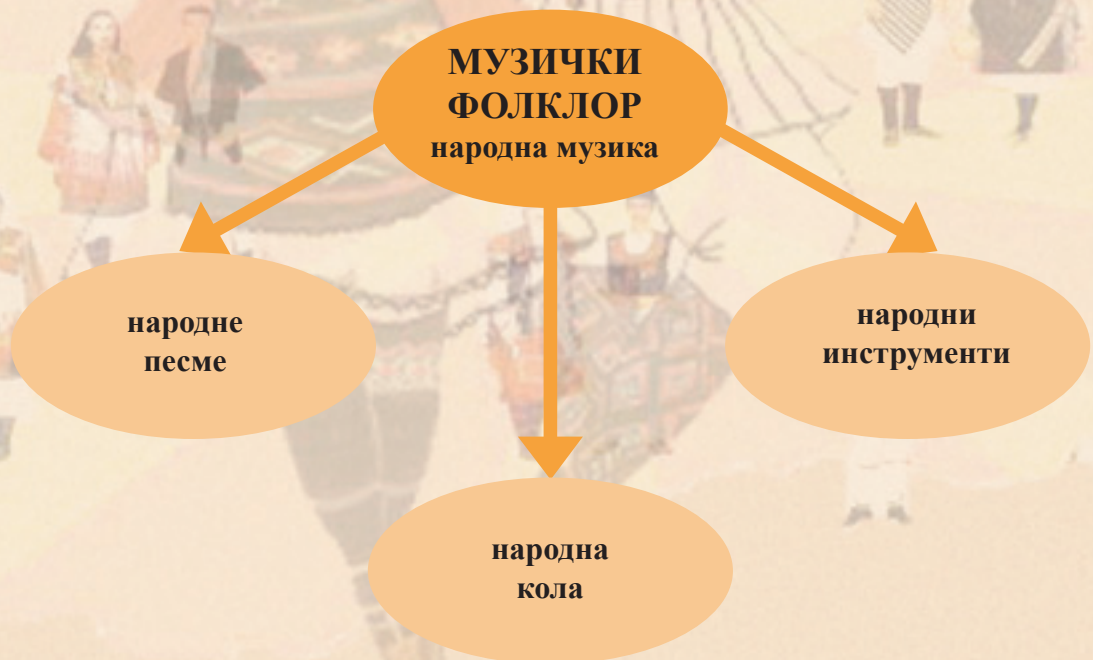 МУЗИЧКИ
ФОЛКЛОР
народна музика
народне
песме
народни
инструменти
народна
кола